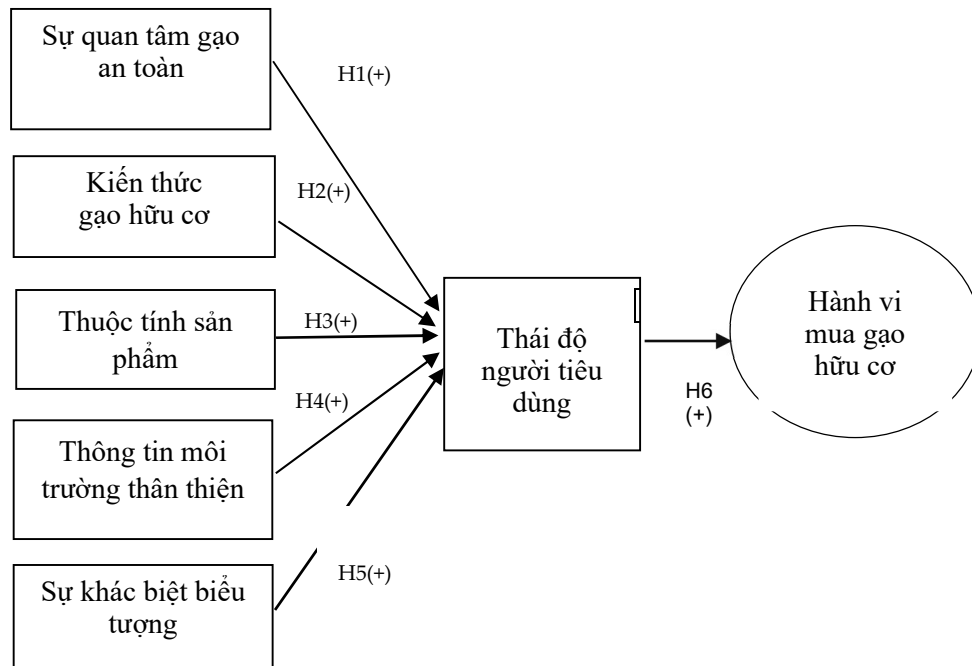 Sự quan tâm gạo
an toàn
H1(+)
Kiến thức
gạo hữu cơ
H2(+)
Thuộc tính sản
phẩm
H3(+)
Thông tin môi
trường thân thiện
H4(+)
Sự khác biệt biểu
tượng
H5(+)
Thái độ
người tiêu
dùng
H6
(+)
Hành vi
mua gạo
hữu cơ